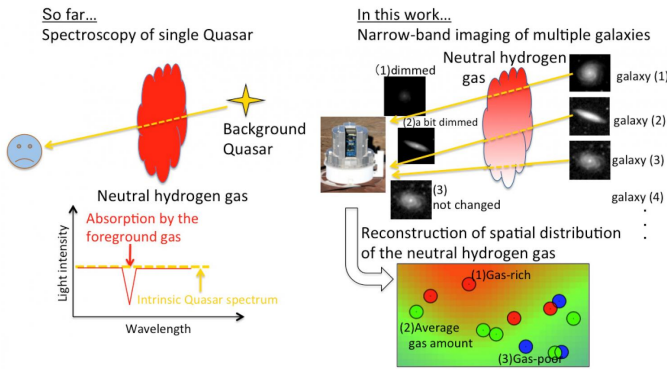 So far…
Spectroscopy of single Quasar
Background
Quasar
Neutral hydrogen gas
Absorption by the
foreground gas
Light intensity
Intrinsic Quasar spectrum
Wavelength
In this work…
Narrow-band imaging of multiple galaxies
Neutral hydrogen
gas
(1)dimmed
galaxy (1)
(2)a bit dimmed
galaxy (2)
galaxy (3)
(3)
not changed
galaxy (4)
Reconstruction of spatial distribution
of the neutral hydrogen gas
(1)Gas-rich
(2)Average
gas amount
(3)Gas-poor